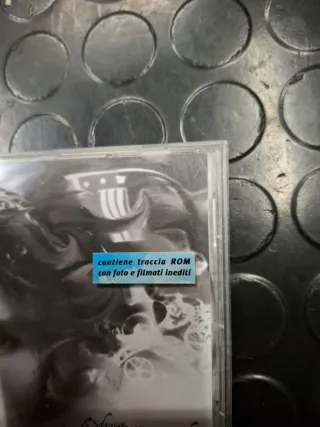 contiene traccia ROM
con foto e filmati inediti